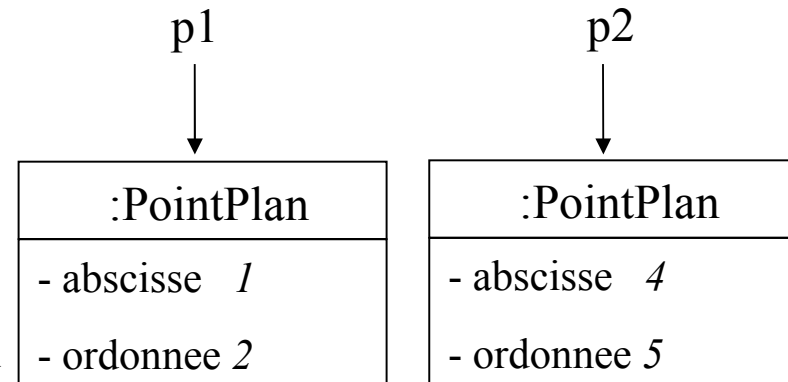 p1
p2
:PointPlan
- abscisse 1
- ordonnee 2
:PointPlan
- abscisse 4
- ordonnee 5